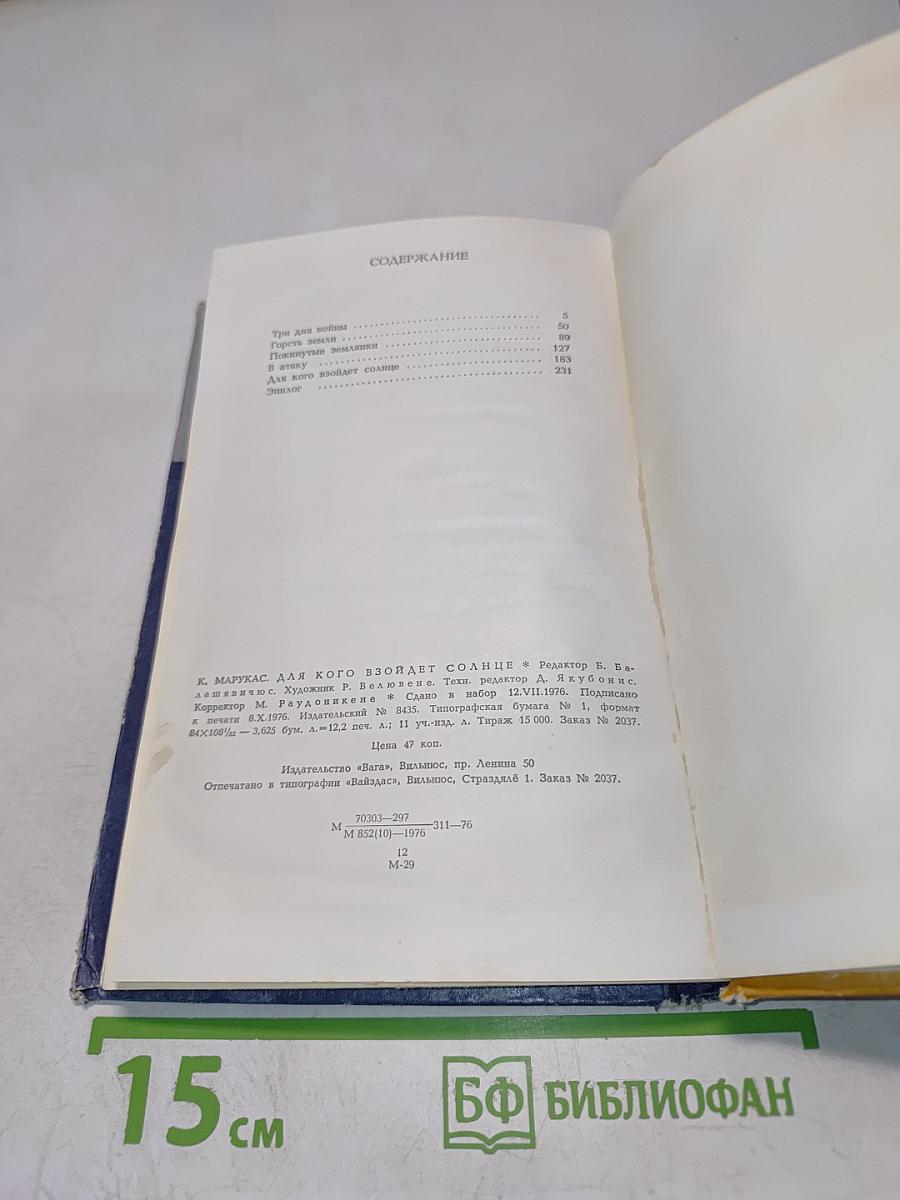 СОДЕРЖАНИЕ
Три дня войны 5
Горсть земли 50
Покинутые землянки 89
В атаку 127
Для кого взойдет солнце 183
Эпилог 231
К. МАРУКАС. ДЛЯ КОГО ВЗОЙДЕТ СОЛНЦЕ * Редактор Б. Ба-
лашявичюс. Художник Р. Велювене. Техн. редактор Д. Якубонис.
Корректор М. Раудоникене * Сдано в набор 12.VII.1976. Подписано
к печати 8.X.1976. Издательский № 8435. Типографская бумага № 1, формат
84X108¹/₃₂ — 3,625 бум. л.=12,2 печ. л.; 11 уч.-изд. л. Тираж 15 000. Заказ № 2037.
Цена 47 коп.
Издательство «Вага», Вильнюс, пр. Ленина 50
Отпечатано в типографии «Вайздас», Вильнюс, Страздялё 1. Заказ № 2037.
70303—297
М ————— 311—76
М 852(10)—1976
12
М-29
15 см
БФ БИБЛИОФАН